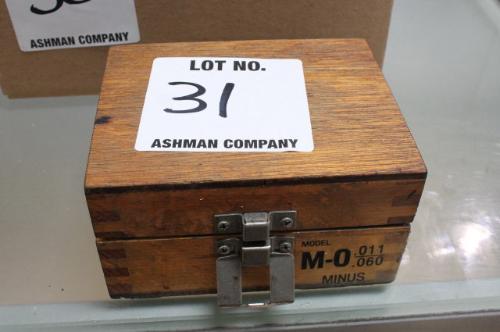 ASHMAN COMPANY
LOT NO.
31
ASHMAN COMPANY
MODEL
M-0 .011
.060
MINUS